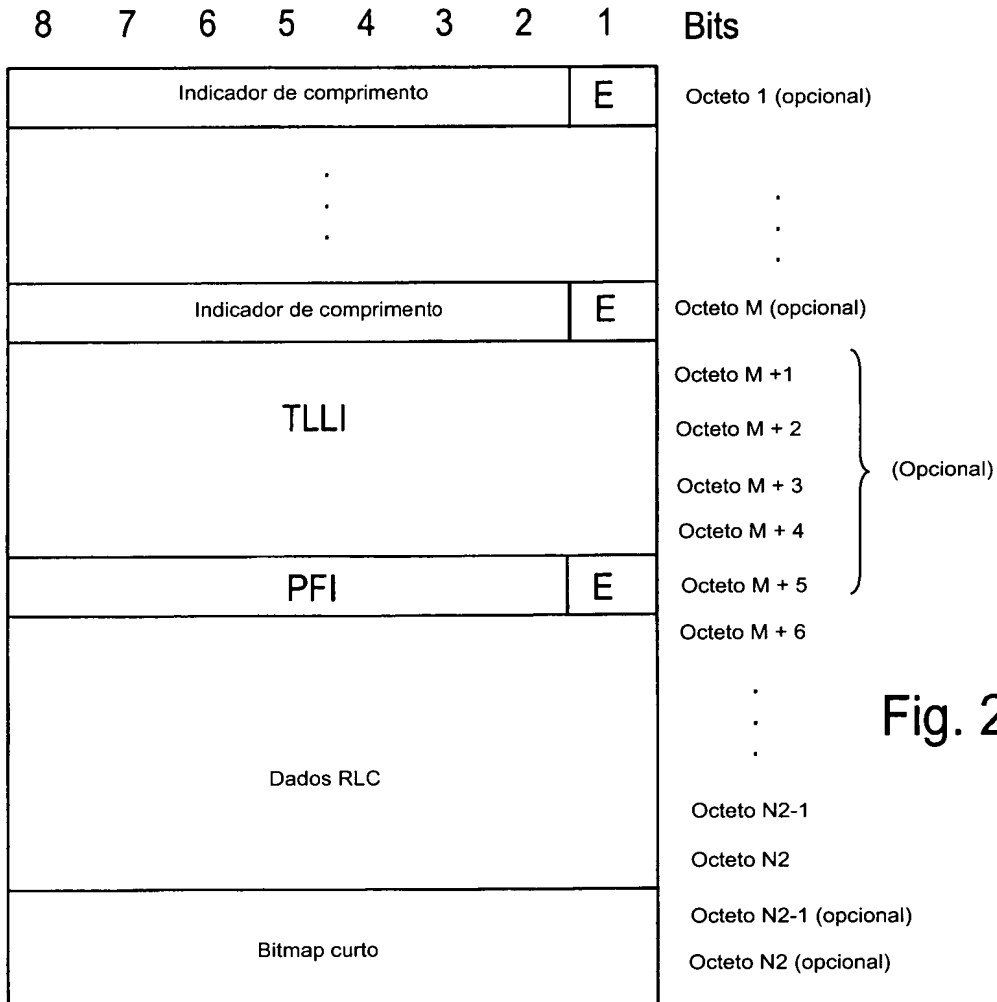 8 7 6 5 4 3 2 1 Bits
Indicador de comprimento E Octeto 1 (opcional)
Indicador de comprimento E Octeto M (opcional)
Octeto M +1
TLLI
Octeto M + 2
(Opcional)
Octeto M + 3
Octeto M + 4
PFI E Octeto M + 5
Octeto M + 6
Fig. 2
Dados RLC
Octeto N2-1
Octeto N2
Octeto N2-1 (opcional)
Bitmap curto
Octeto N2 (opcional)